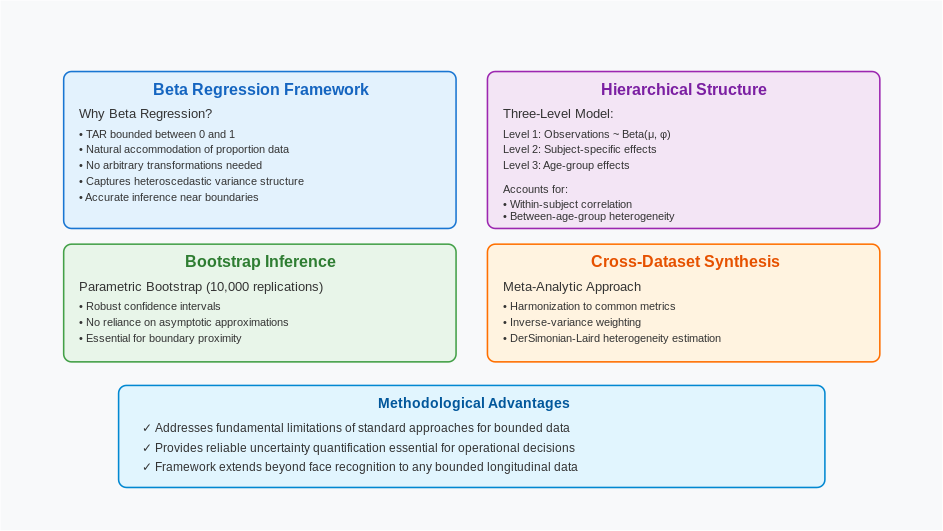 Beta Regression Framework
Why Beta Regression?
• TAR bounded between 0 and 1
• Natural accommodation of proportion data
• No arbitrary transformations needed
• Captures heteroscedastic variance structure
• Accurate inference near boundaries
Hierarchical Structure
Three-Level Model:
Level 1: Observations ~ Beta(μ, φ)
Level 2: Subject-specific effects
Level 3: Age-group effects
Accounts for:
• Within-subject correlation
• Between-age-group heterogeneity
Bootstrap Inference
Parametric Bootstrap (10,000 replications)
• Robust confidence intervals
• No reliance on asymptotic approximations
• Essential for boundary proximity
Cross-Dataset Synthesis
Meta-Analytic Approach
• Harmonization to common metrics
• Inverse-variance weighting
• DerSimonian-Laird heterogeneity estimation
Methodological Advantages
✓ Addresses fundamental limitations of standard approaches for bounded data
✓ Provides reliable uncertainty quantification essential for operational decisions
✓ Framework extends beyond face recognition to any bounded longitudinal data